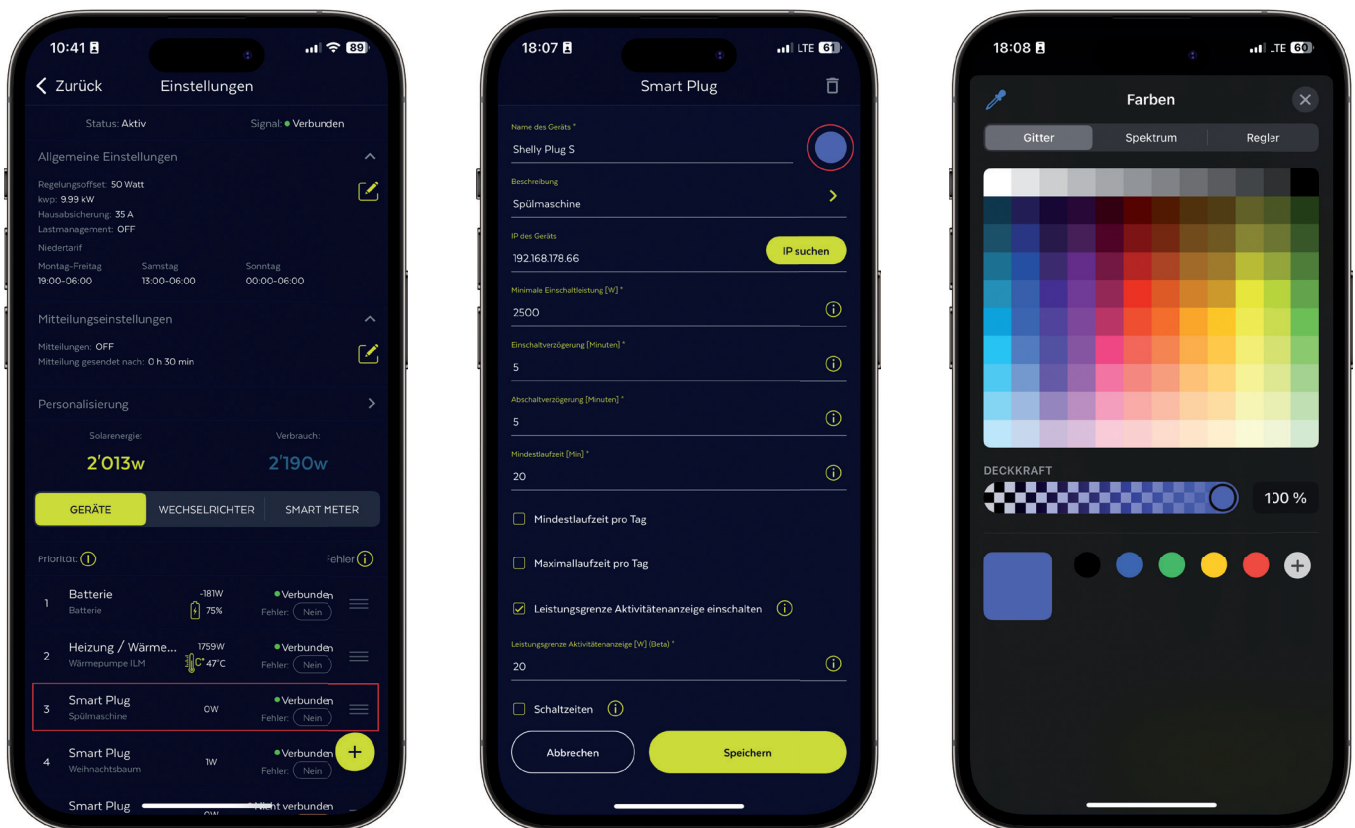 10:41
89
Zurück
Einstellungen
Status: Aktiv
Signal: Verbunden
Allgemeine Einstellungen
Regelungsoffset: 50 Watt
kwp: 9.99 kW
Hausabsicherung: 35 A
Lastmanagement: OFF
Niedertarif
Montag-Freitag Samstag Sonntag
19:00-06:00 13:00-06:00 00:00-06:00
Mitteilungseinstellungen
Mitteilungen: OFF
Mitteilung gesendet nach: 0 h 30 min
Personalisierung
Solarenergie: Verbrauch:
2'013w 2'190w
GERÄTE WECHSELRICHTER SMART METER
Priorität:
Fehler
1 Batterie -181W Verbunden
Batterie 75% Fehler: Nein
2 Heizung / Wärme... 1759W Verbunden
Wärmepumpe ILM C° 47°C Fehler: Nein
3 Smart Plug 0W Verbunden
Spülmaschine Fehler: Nein
4 Smart Plug 1W Verbunden +
Weihnachtsbaum Fehler: Nein
Smart Plug 0W Nicht verbunden
18:07
LTE 61
Smart Plug
Name des Geräts *
Shelly Plug S
Beschreibung
Spülmaschine
IP des Geräts
192.168.178.66
IP suchen
Minimale Einschaltleistung [W] *
2500
Einschaltverzögerung [Minuten] *
5
Abschaltverzögerung [Minuten] *
5
Mindestlaufzeit [Min] *
20
Mindestlaufzeit pro Tag
Maximallaufzeit pro Tag
Leistungsgrenze Aktivitätenanzeige einschalten
Leistungsgrenze Aktivitätenanzeige [W] (Beta) *
20
Schaltzeiten
Abbrechen Speichern
18:08
LTE 60
Farben
Gitter Spektrum Regler
DECKKRAFT
100 %